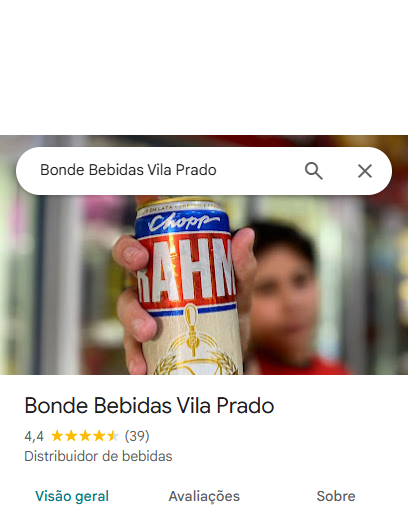 Bonde Bebidas Vila Prado
Chopp
RAHM
Bonde Bebidas Vila Prado
4,4 (39)
Distribuidor de bebidas
Visão geral Avaliações Sobre